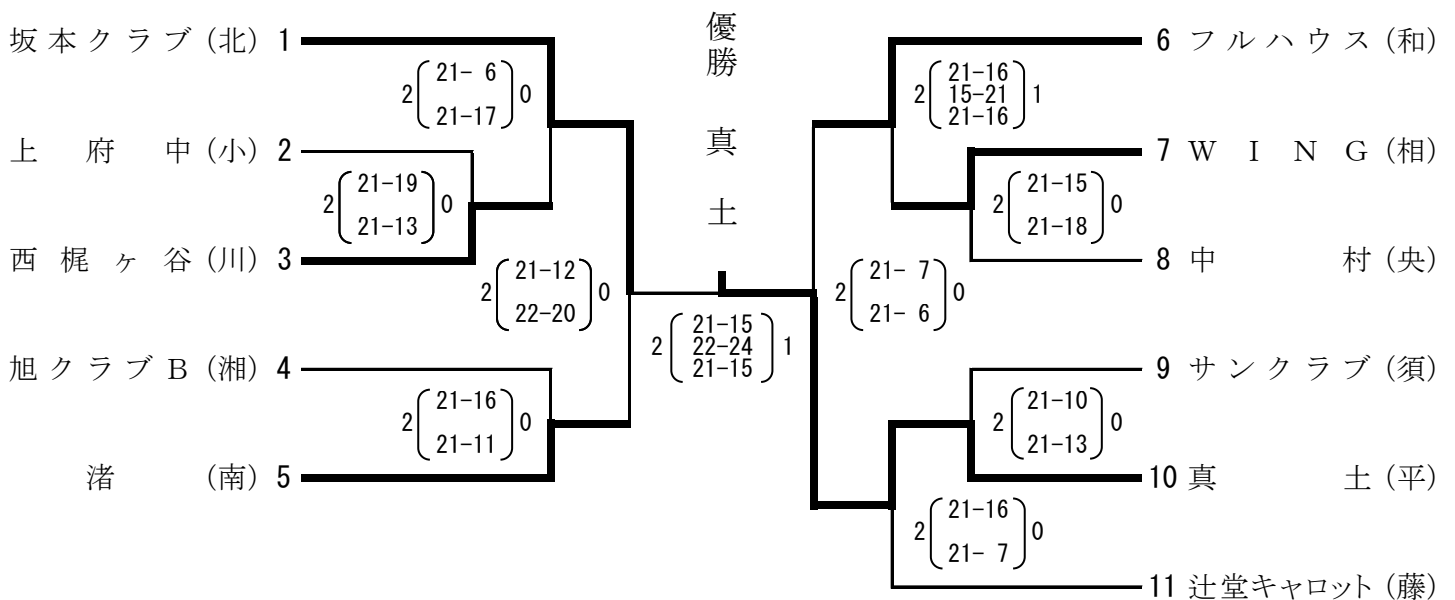 優勝 真土
坂本クラブ (北) 1
2 21- 6 0
21-17
上府中 (小) 2
2 21-19 0
21-13
西梶ヶ谷 (川) 3
2 21-12 0
22-20
旭クラブB (湘) 4
2 21-16 0
21-11
渚 (南) 5
21-15
2 22-24 1
21-15
6 フルハウス (和)
21-16
2 15-21 1
21-16
7 WING (相)
2 21-15 0
21-18
8 中村 (央)
2 21- 7 0
21- 6
9 サンクラブ (須)
2 21-10 0
21-13
10 真土 (平)
2 21-16 0
21- 7
11 辻堂キャロット (藤)